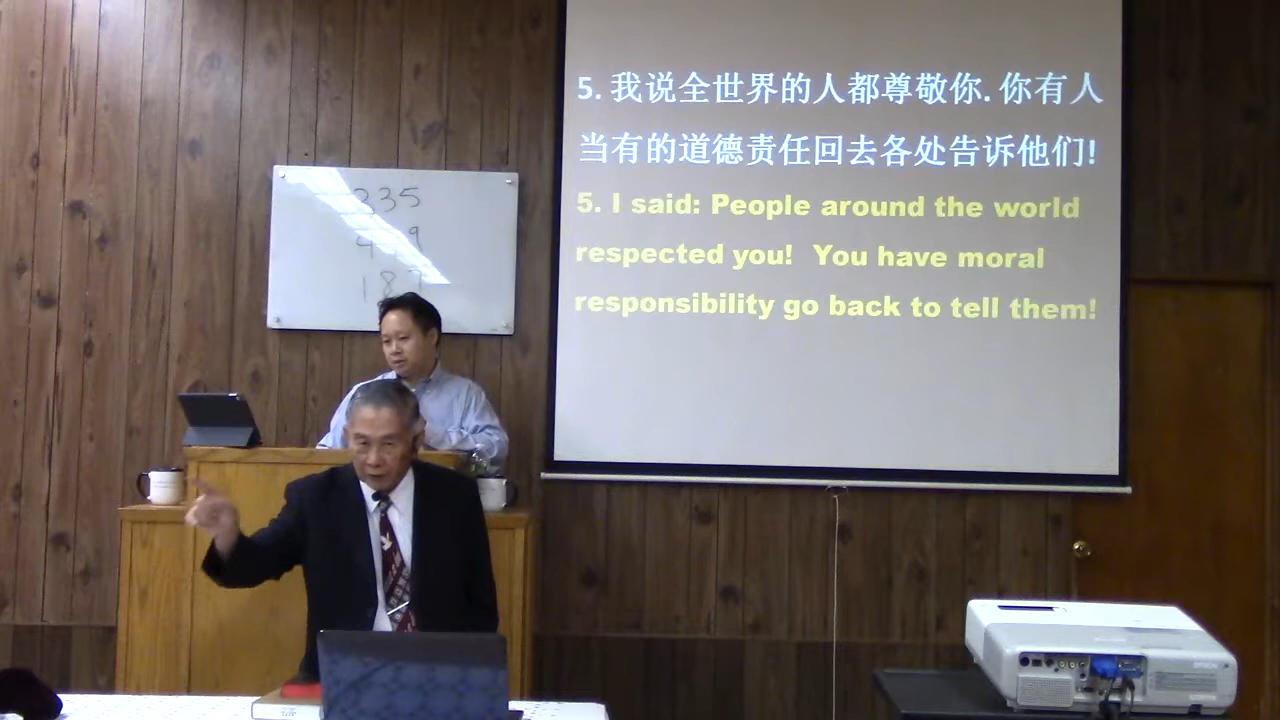 5. 我说全世界的人都尊敬你. 你有人
当有的道德责任回去各处告诉他们!
5. I said: People around the world
respected you!  You have moral
responsibility go back to tell them!
335
EPSON